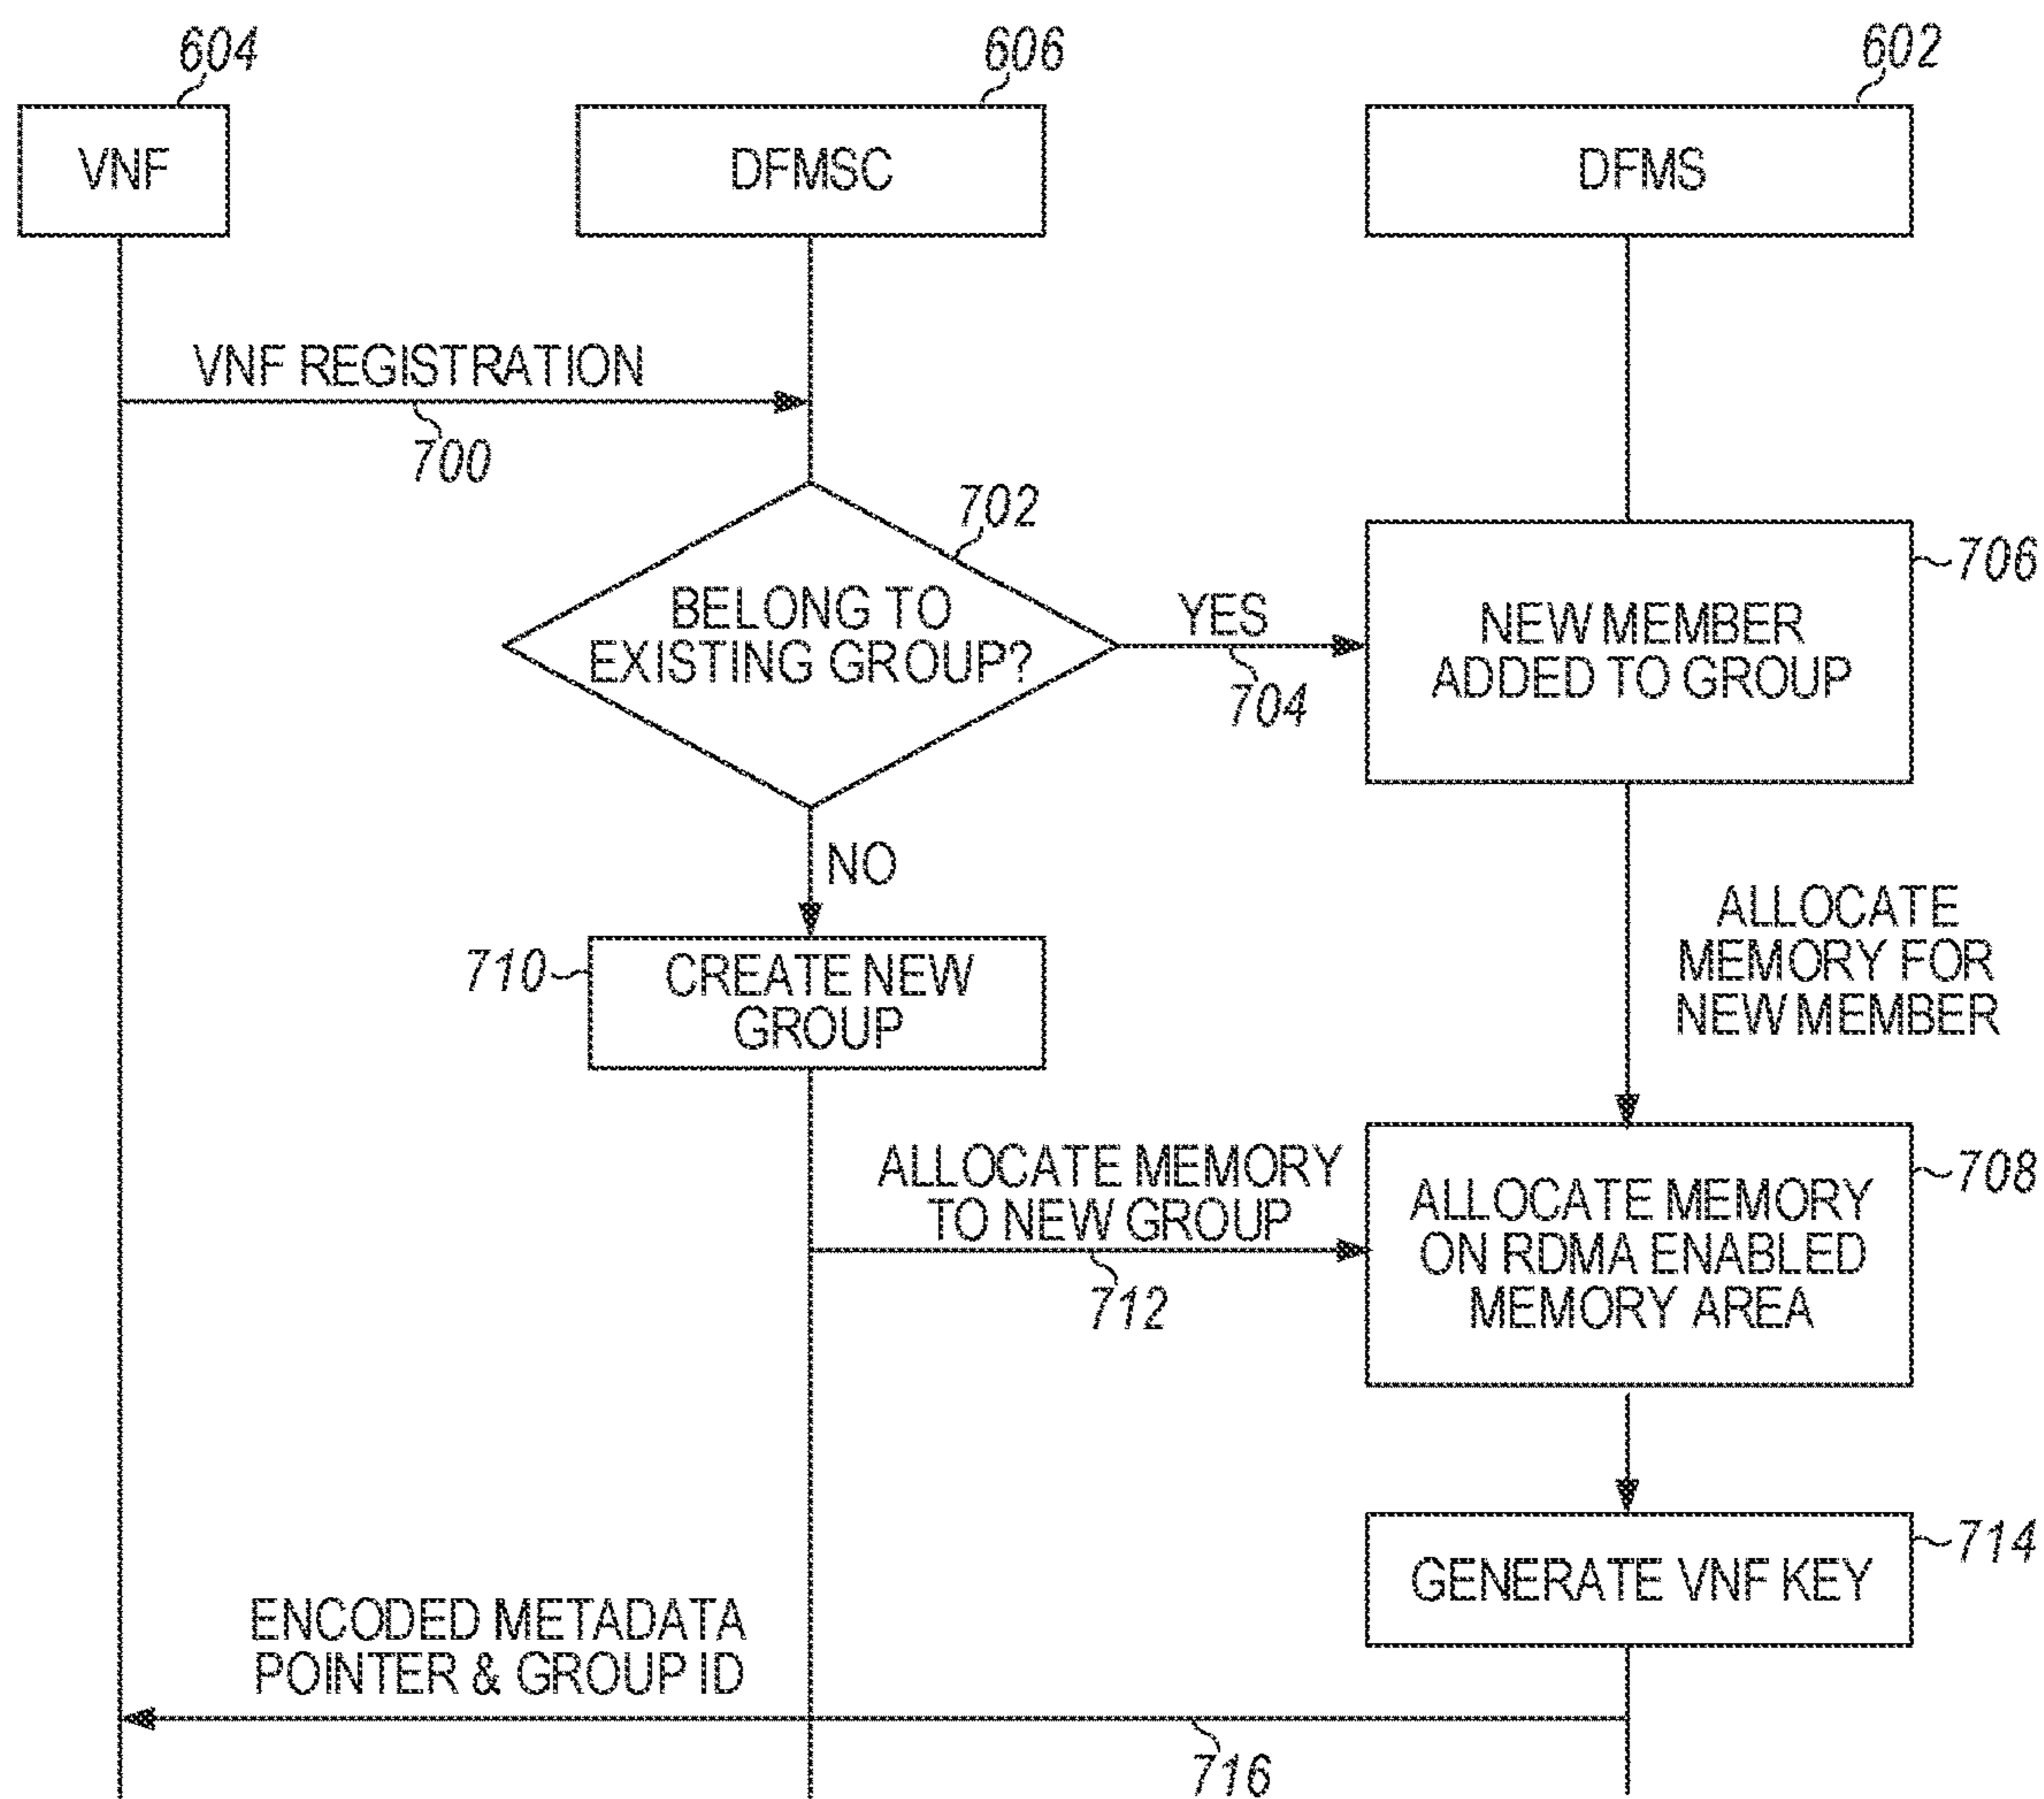 604
606
602
VNF
DFMSC
DFMS
VNF REGISTRATION
700
702
BELONG TO
EXISTING GROUP?
YES
704
706
NEW MEMBER
ADDED TO GROUP
NO
ALLOCATE
MEMORY FOR
NEW MEMBER
710
CREATE NEW
GROUP
ALLOCATE MEMORY
TO NEW GROUP
712
708
ALLOCATE MEMORY
ON RDMA ENABLED
MEMORY AREA
714
GENERATE VNF KEY
ENCODED METADATA
POINTER & GROUP ID
716